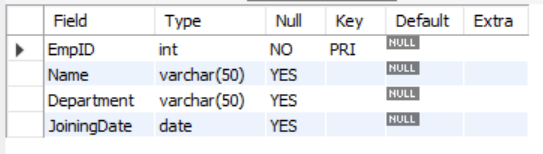 Field Type Null Key Default Extra
EmpID int NO PRI NULL
Name varchar(50) YES NULL
Department varchar(50) YES NULL
JoiningDate date YES NULL